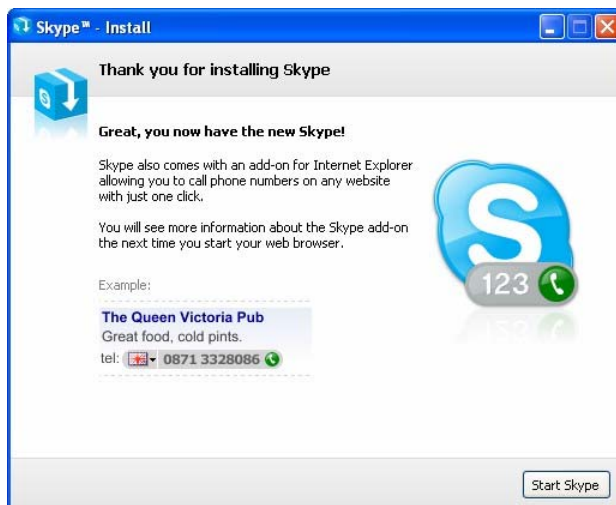 Skype™ - Install
Thank you for installing Skype
Great, you now have the new Skype!
Skype also comes with an add-on for Internet Explorer
allowing you to call phone numbers on any website
with just one click.
You will see more information about the Skype add-on
the next time you start your web browser.
Example:
The Queen Victoria Pub
Great food, cold pints.
tel: 0871 3328086
S
123
Start Skype